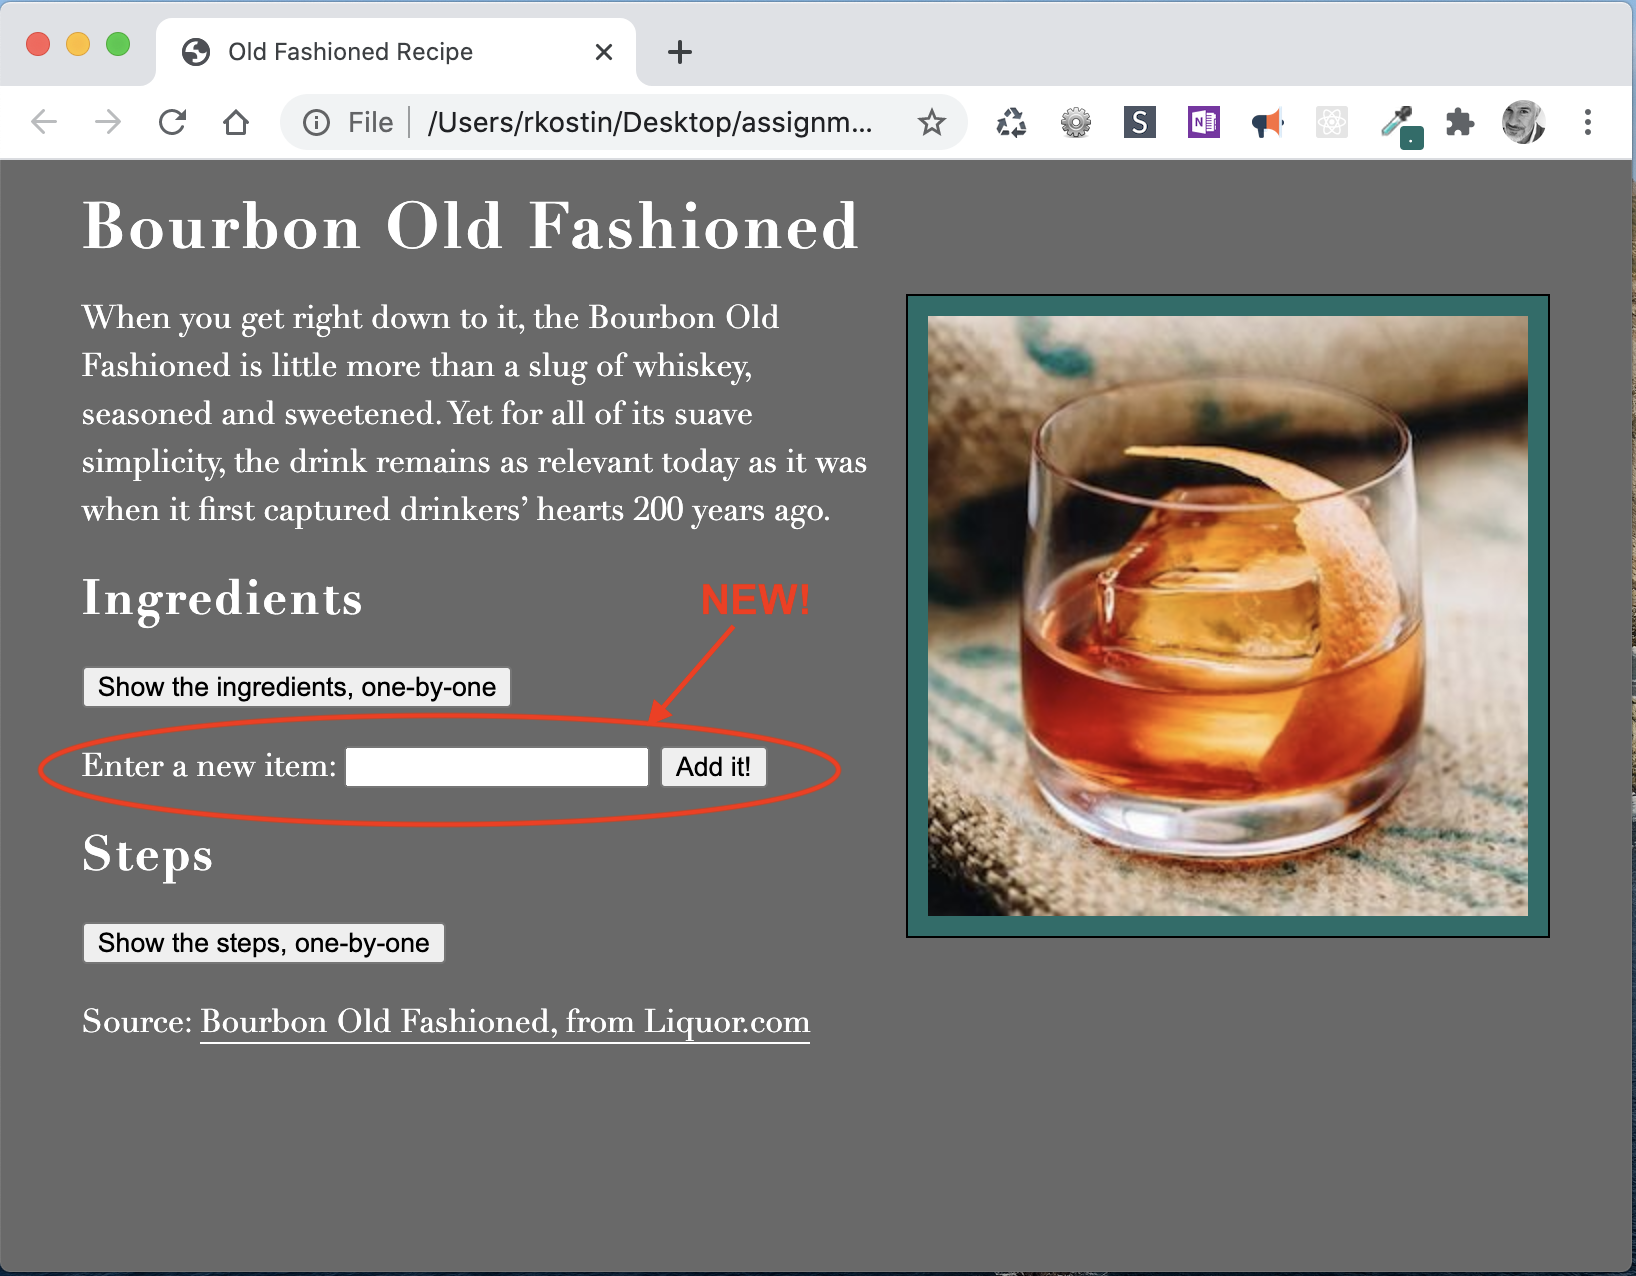 Old Fashioned Recipe
File /Users/rkostin/Desktop/assignm...
S
N
Bourbon Old Fashioned
When you get right down to it, the Bourbon Old
Fashioned is little more than a slug of whiskey,
seasoned and sweetened. Yet for all of its suave
simplicity, the drink remains as relevant today as it was
when it first captured drinkers’ hearts 200 years ago.
Ingredients
NEW!
Show the ingredients, one-by-one
Enter a new item: Add it!
Steps
Show the steps, one-by-one
Source: Bourbon Old Fashioned, from Liquor.com